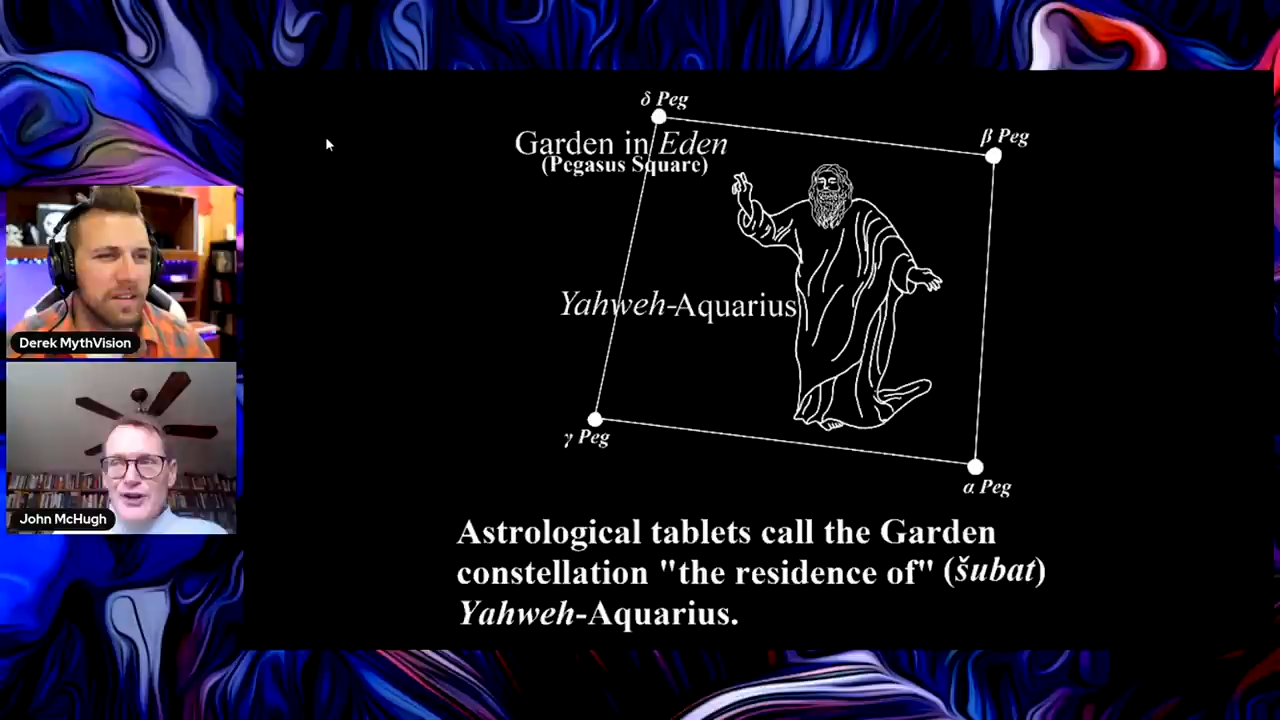 δ Peg
Garden in Eden
(Pegasus Square)
β Peg
Yahweh-Aquarius
γ Peg
α Peg
Astrological tablets call the Garden
constellation "the residence of" (šubat)
Yahweh-Aquarius.
Derek MythVision
John McHugh